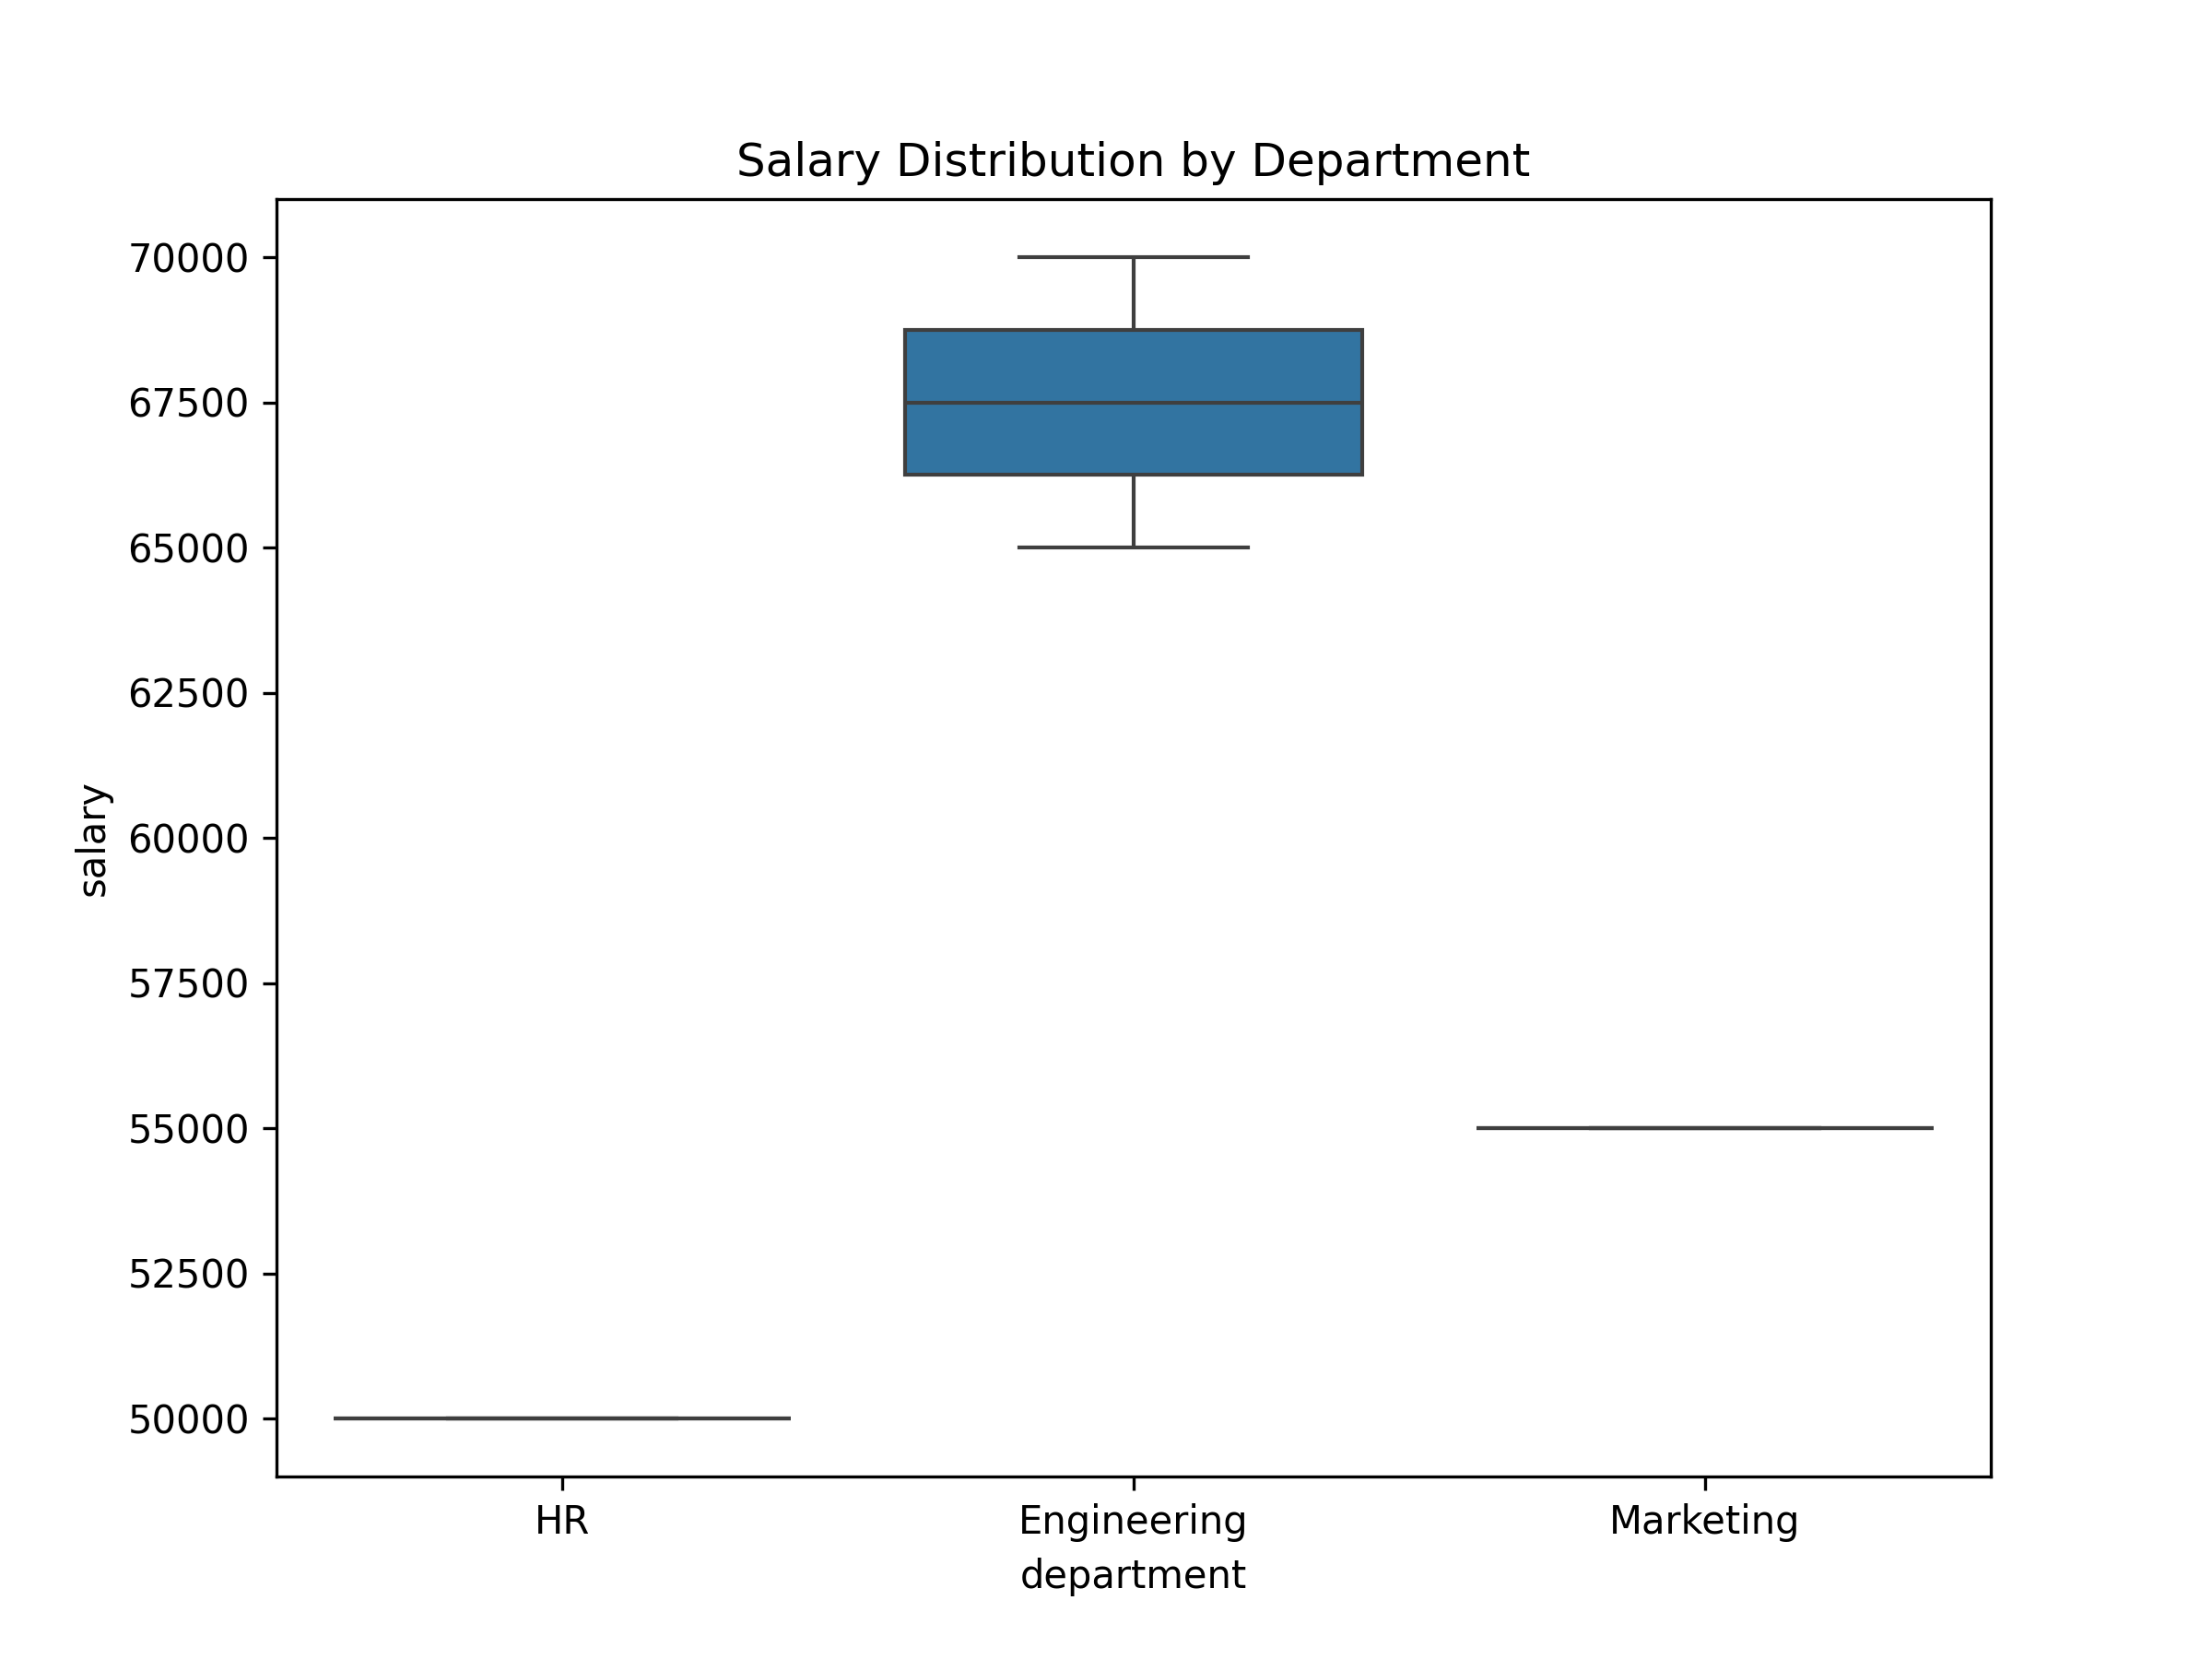 Salary Distribution by Department
70000
67500
65000
62500
60000
57500
55000
52500
50000
salary
HR
Engineering
Marketing
department